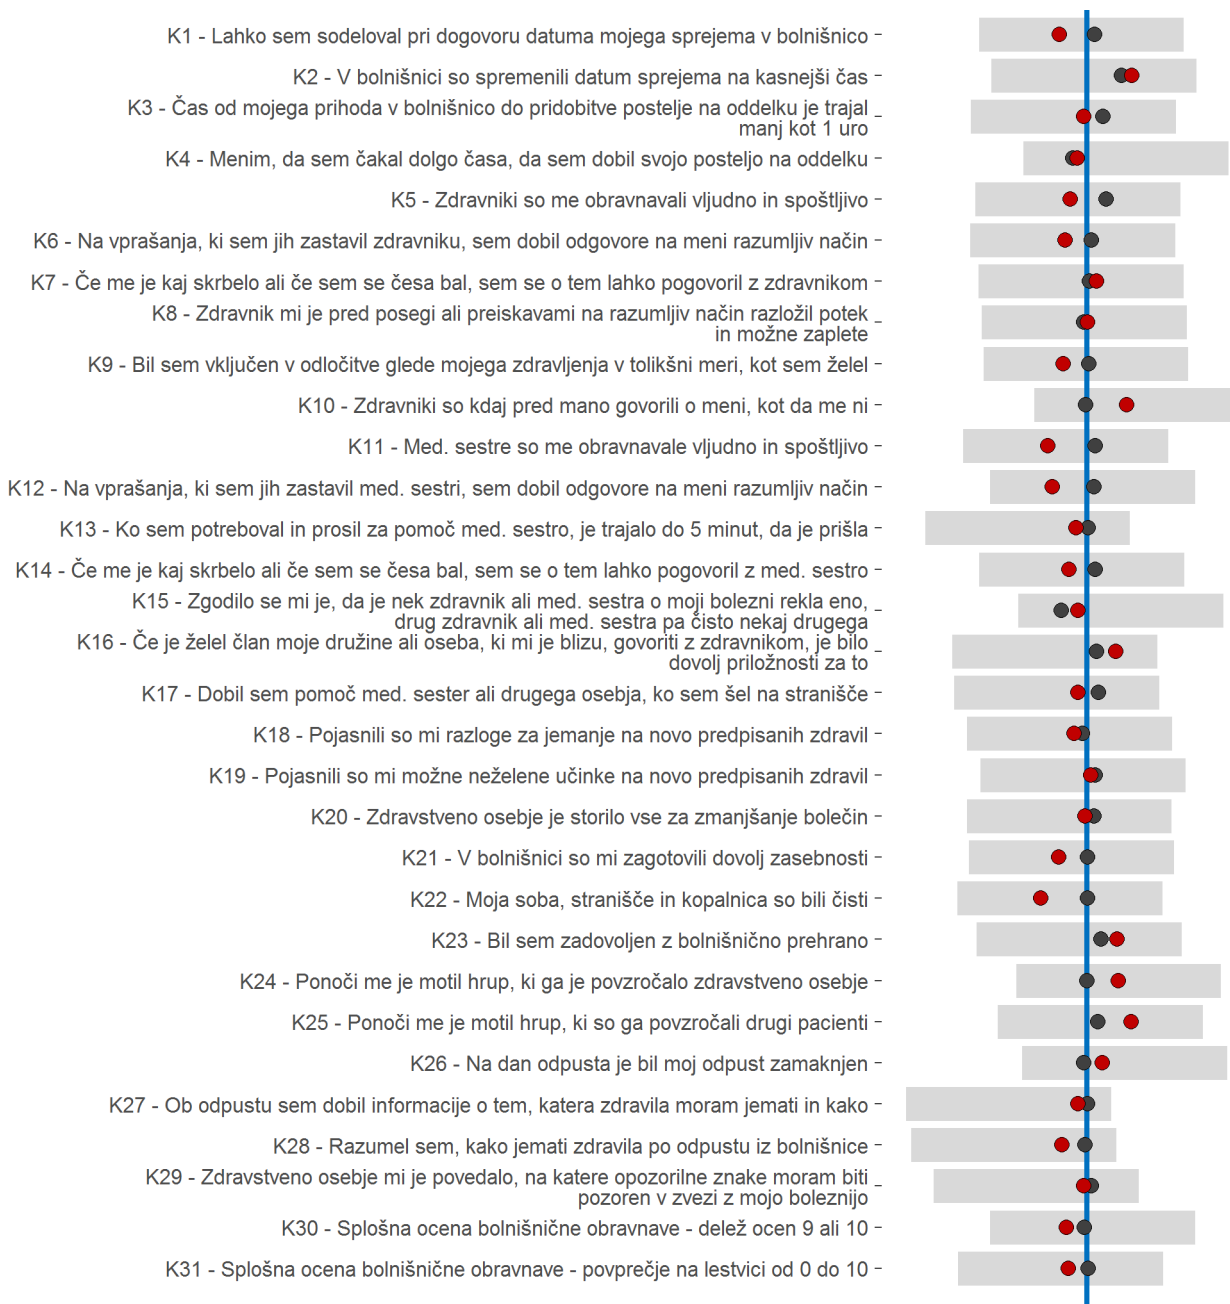 K1 - Lahko sem sodeloval pri dogovoru datuma mojega sprejema v bolnišnico
K2 - V bolnišnici so spremenili datum sprejema na kasnejši čas
K3 - Čas od mojega prihoda v bolnišnico do pridobitve postelje na oddelku je trajal
manj kot 1 uro
K4 - Menim, da sem čakal dolgo časa, da sem dobil svojo posteljo na oddelku
K5 - Zdravniki so me obravnavali vljudno in spoštljivo
K6 - Na vprašanja, ki sem jih zastavil zdravniku, sem dobil odgovore na meni razumljiv način
K7 - Če me je kaj skrbelo ali če sem se česa bal, sem se o tem lahko pogovoril z zdravnikom
K8 - Zdravnik mi je pred posegi ali preiskavami na razumljiv način razložil potek
in možne zaplete
K9 - Bil sem vključen v odločitve glede mojega zdravljenja v tolikšni meri, kot sem želel
K10 - Zdravniki so kdaj pred mano govorili o meni, kot da me ni
K11 - Med. sestre so me obravnavale vljudno in spoštljivo
K12 - Na vprašanja, ki sem jih zastavil med. sestri, sem dobil odgovore na meni razumljiv način
K13 - Ko sem potreboval in prosil za pomoč med. sestro, je trajalo do 5 minut, da je prišla
K14 - Če me je kaj skrbelo ali če sem se česa bal, sem se o tem lahko pogovoril z med. sestro
K15 - Zgodilo se mi je, da je nek zdravnik ali med. sestra o moji bolezni rekla eno,
drug zdravnik ali med. sestra pa čisto nekaj drugega
K16 - Če je želel član moje družine ali oseba, ki mi je blizu, govoriti z zdravnikom, je bilo
dovolj priložnosti za to
K17 - Dobil sem pomoč med. sester ali drugega osebja, ko sem šel na stranišče
K18 - Pojasnili so mi razloge za jemanje na novo predpisanih zdravil
K19 - Pojasnili so mi možne neželene učinke na novo predpisanih zdravil
K20 - Zdravstveno osebje je storilo vse za zmanjšanje bolečin
K21 - V bolnišnici so mi zagotovili dovolj zasebnosti
K22 - Moja soba, stranišče in kopalnica so bili čisti
K23 - Bil sem zadovoljen z bolnišnično prehrano
K24 - Ponoči me je motil hrup, ki ga je povzročalo zdravstveno osebje
K25 - Ponoči me je motil hrup, ki so ga povzročali drugi pacienti
K26 - Na dan odpusta je bil moj odpust zamaknjen
K27 - Ob odpustu sem dobil informacije o tem, katera zdravila moram jemati in kako
K28 - Razumel sem, kako jemati zdravila po odpustu iz bolnišnice
K29 - Zdravstveno osebje mi je povedalo, na katere opozorilne znake moram biti
pozoren v zvezi z mojo boleznijo
K30 - Splošna ocena bolnišnične obravnave - delež ocen 9 ali 10
K31 - Splošna ocena bolnišnične obravnave - povprečje na lestvici od 0 do 10